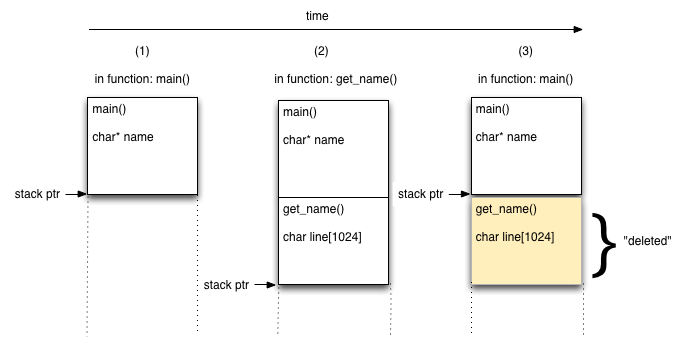 time
(1)
(2)
(3)
in function: main()
in function: get_name()
in function: main()
main()
char* name
stack ptr
main()
char* name
get_name()
char line[1024]
stack ptr
main()
char* name
stack ptr
get_name()
char line[1024]
"deleted"